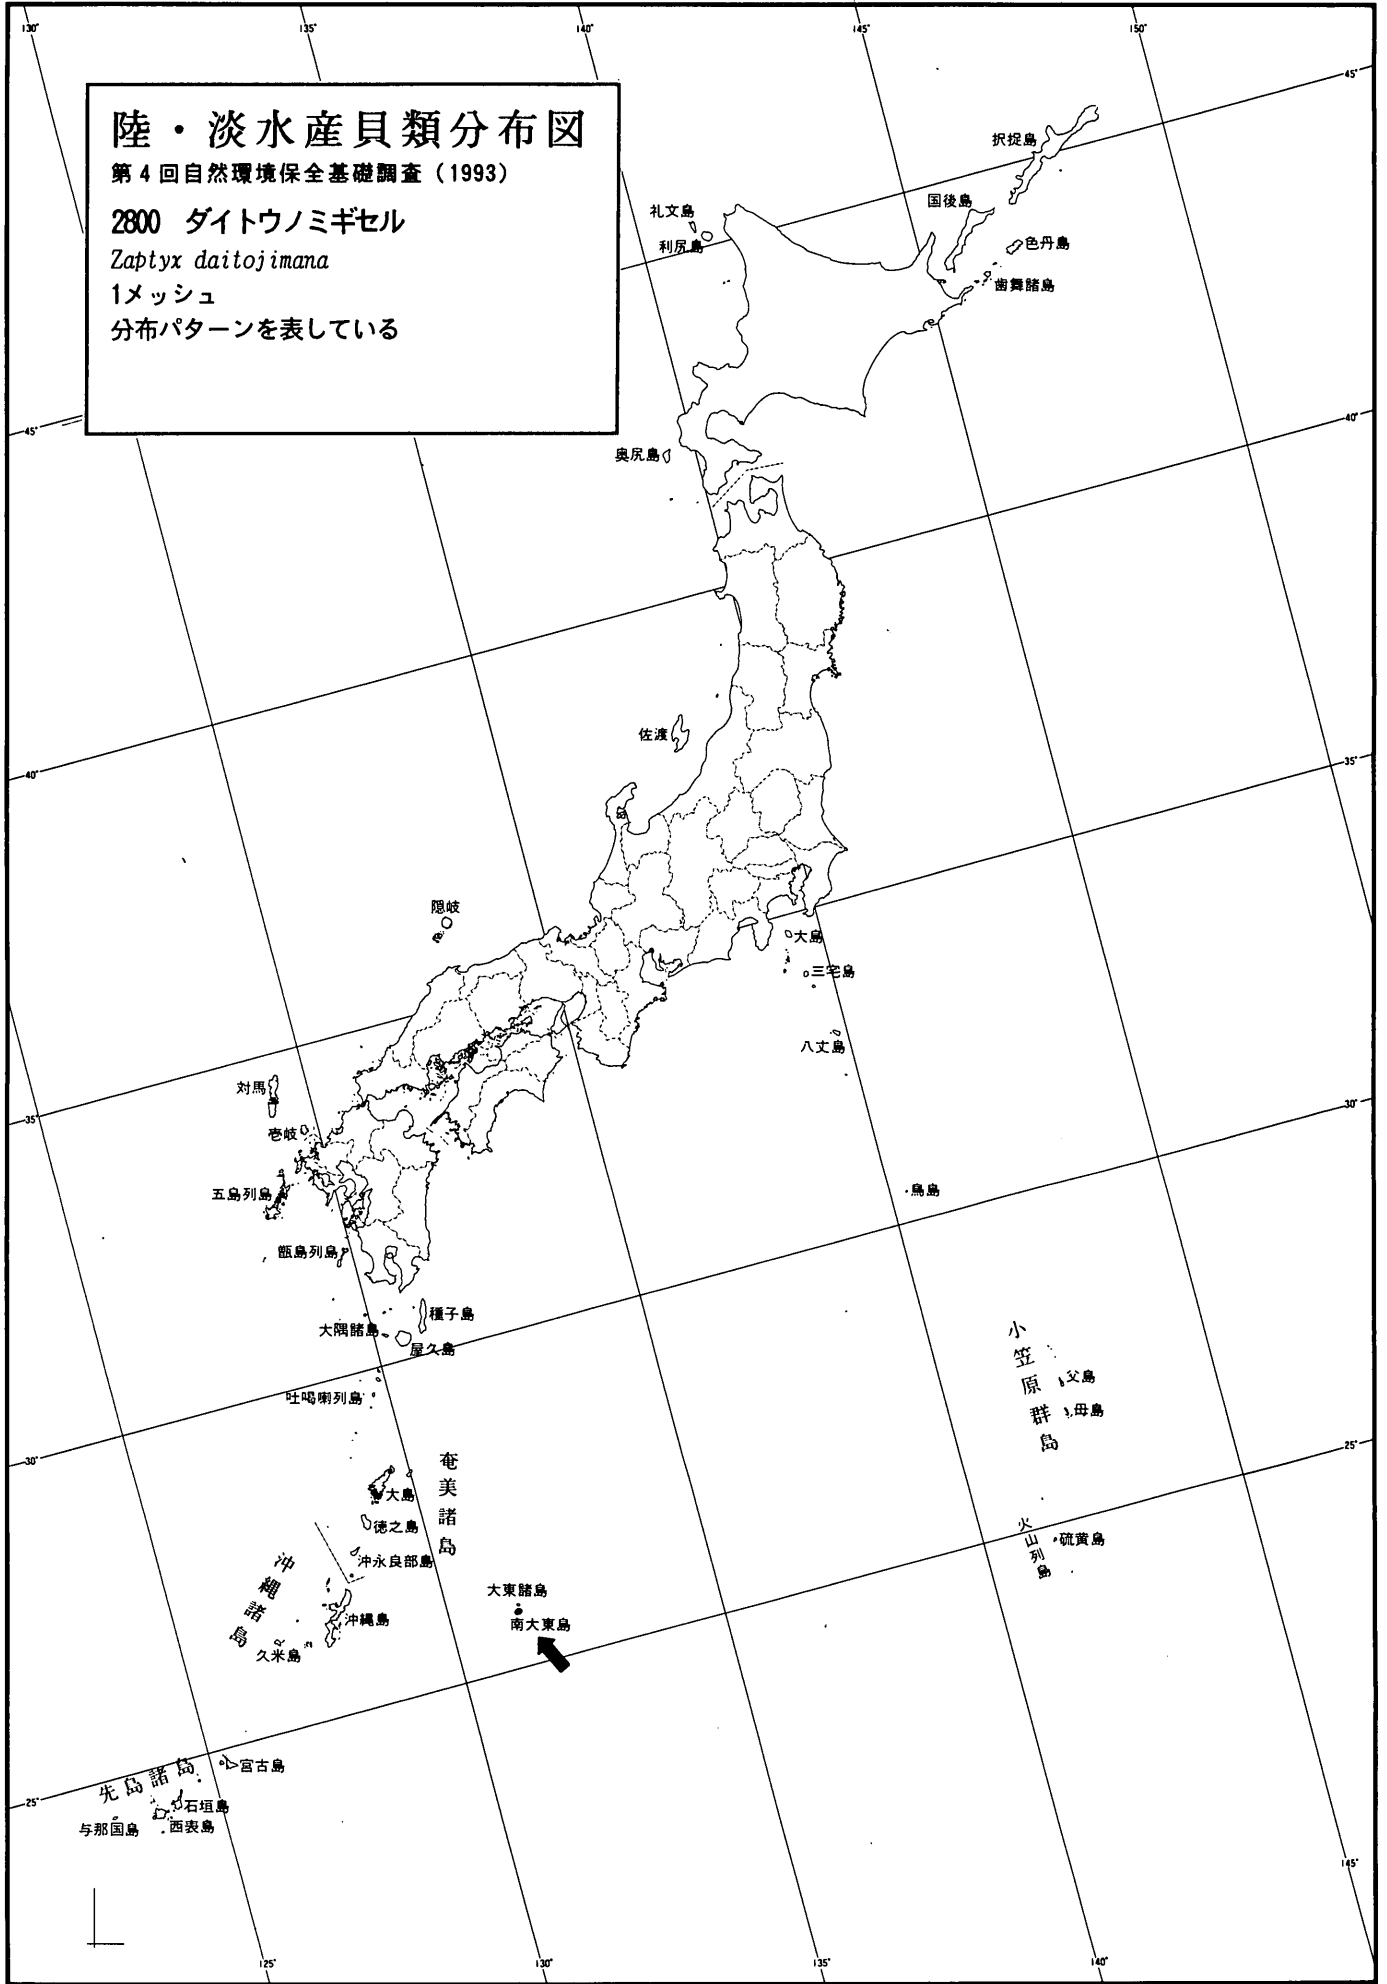 130°
135°
140°
145°
150°
陸・淡水産貝類分布図
第4回自然環境保全基礎調査（1993）
2800 ダイトウノミギセル
Zaptyx daitojimana
1メッシュ
分布パターンを表している
45°
択捉島
国後島
礼文島
利尻島
色丹島
歯舞諸島
45°
40°
奥尻島
佐渡
40°
35°
隠岐
大島
三宅島
八丈島
対馬
35°
壱岐
30°
五島列島
鳥島
甑島列島
種子島
大隅諸島
屋久島
小笠原群島
父島
母島
吐喝喇列島
30°
25°
奄美諸島
大島
徳之島
沖永良部島
火山列島
硫黄島
沖縄諸島
沖縄島
久米島
大東諸島
南大東島
先島諸島
宮古島
25°
石垣島
西表島
与那国島
145°
125°
130°
135°
140°